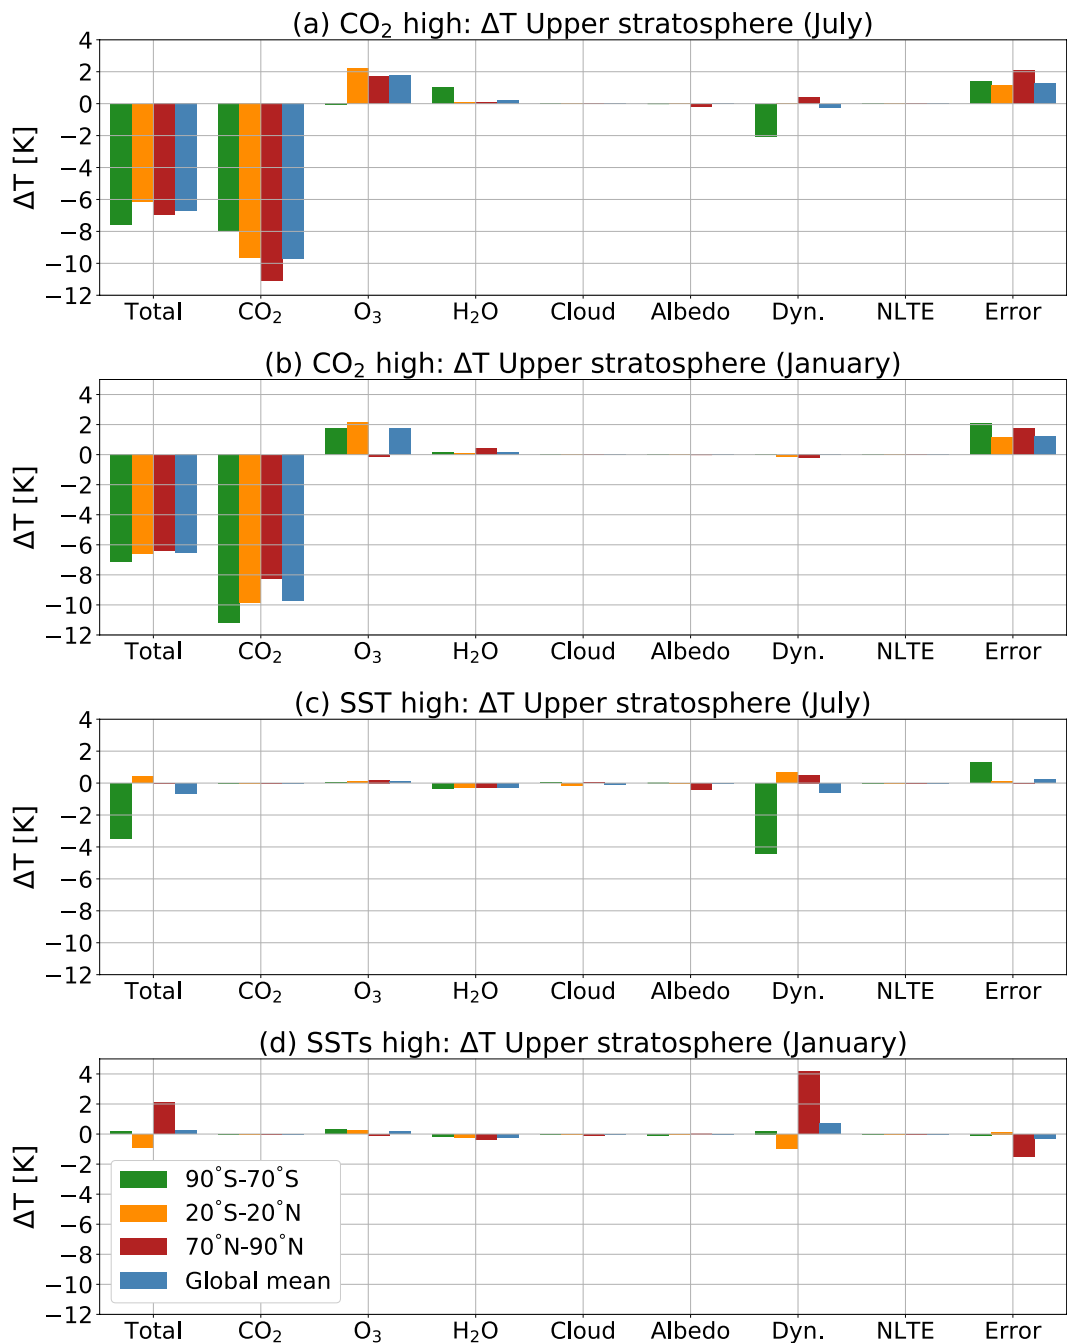 (a) CO₂ high: ΔT Upper stratosphere (July)
ΔT [K]
4
2
0
−2
−4
−6
−8
−10
−12
Total CO₂ O₃ H₂O Cloud Albedo Dyn. NLTE Error
(b) CO₂ high: ΔT Upper stratosphere (January)
ΔT [K]
4
2
0
−2
−4
−6
−8
−10
−12
Total CO₂ O₃ H₂O Cloud Albedo Dyn. NLTE Error
(c) SST high: ΔT Upper stratosphere (July)
ΔT [K]
4
2
0
−2
−4
−6
−8
−10
−12
Total CO₂ O₃ H₂O Cloud Albedo Dyn. NLTE Error
(d) SSTs high: ΔT Upper stratosphere (January)
ΔT [K]
4
2
0
−2
−4
−6
−8
−10
−12
90°S-70°S
20°S-20°N
70°N-90°N
Global mean
Total CO₂ O₃ H₂O Cloud Albedo Dyn. NLTE Error